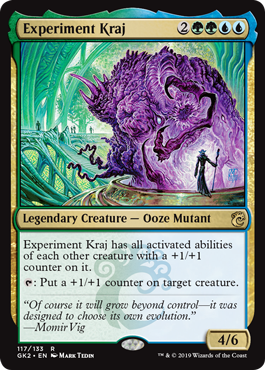 Experiment Kraj 2
Legendary Creature — Ooze Mutant
Experiment Kraj has all activated abilities
of each other creature with a +1/+1
counter on it.
: Put a +1/+1 counter on target creature.
“Of course it will grow beyond control—it was
designed to choose its own evolution.”
—Momir Vig
4/6
117/133 R
GK2 • EN Mark Tedin
™ & © 2019 Wizards of the Coast